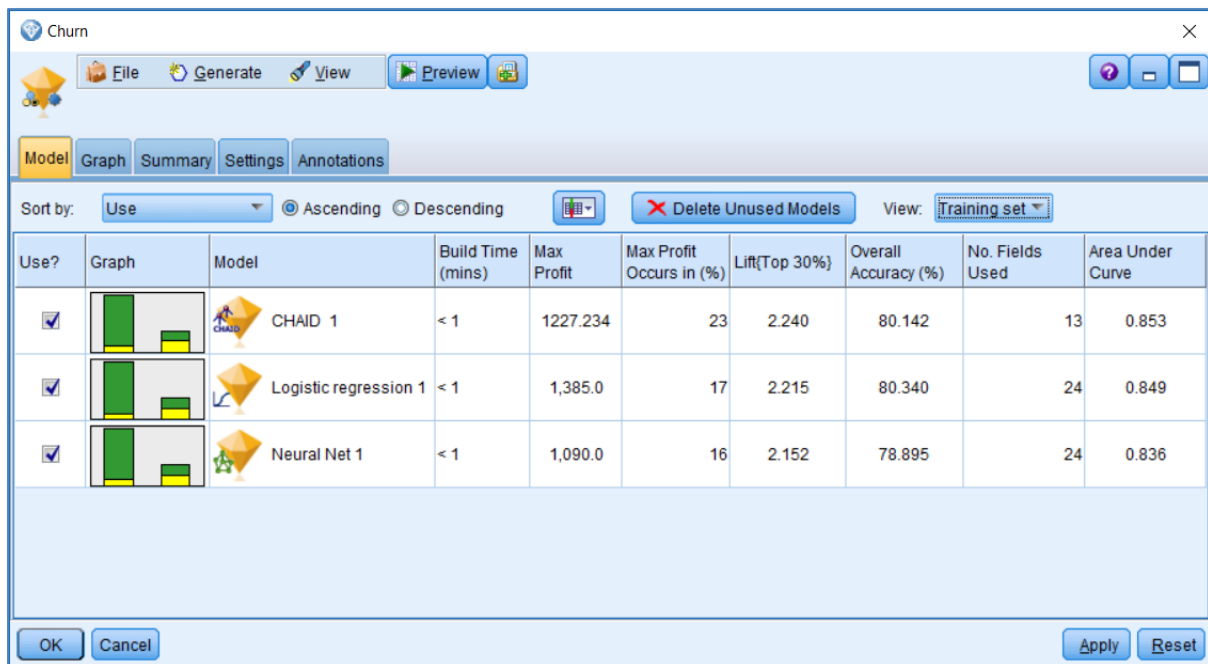 Churn
File Generate View Preview
Model Graph Summary Settings Annotations
Sort by: Use Ascending Descending Delete Unused Models View: Training set
Use? Graph Model Build Time (mins) Max Profit Max Profit Occurs in (%) Lift{Top 30%} Overall Accuracy (%) No. Fields Used Area Under Curve
CHAID CHAID 1 < 1 1227.234 23 2.240 80.142 13 0.853
Logistic regression 1 < 1 1,385.0 17 2.215 80.340 24 0.849
Neural Net 1 < 1 1,090.0 16 2.152 78.895 24 0.836
OK Cancel Apply Reset